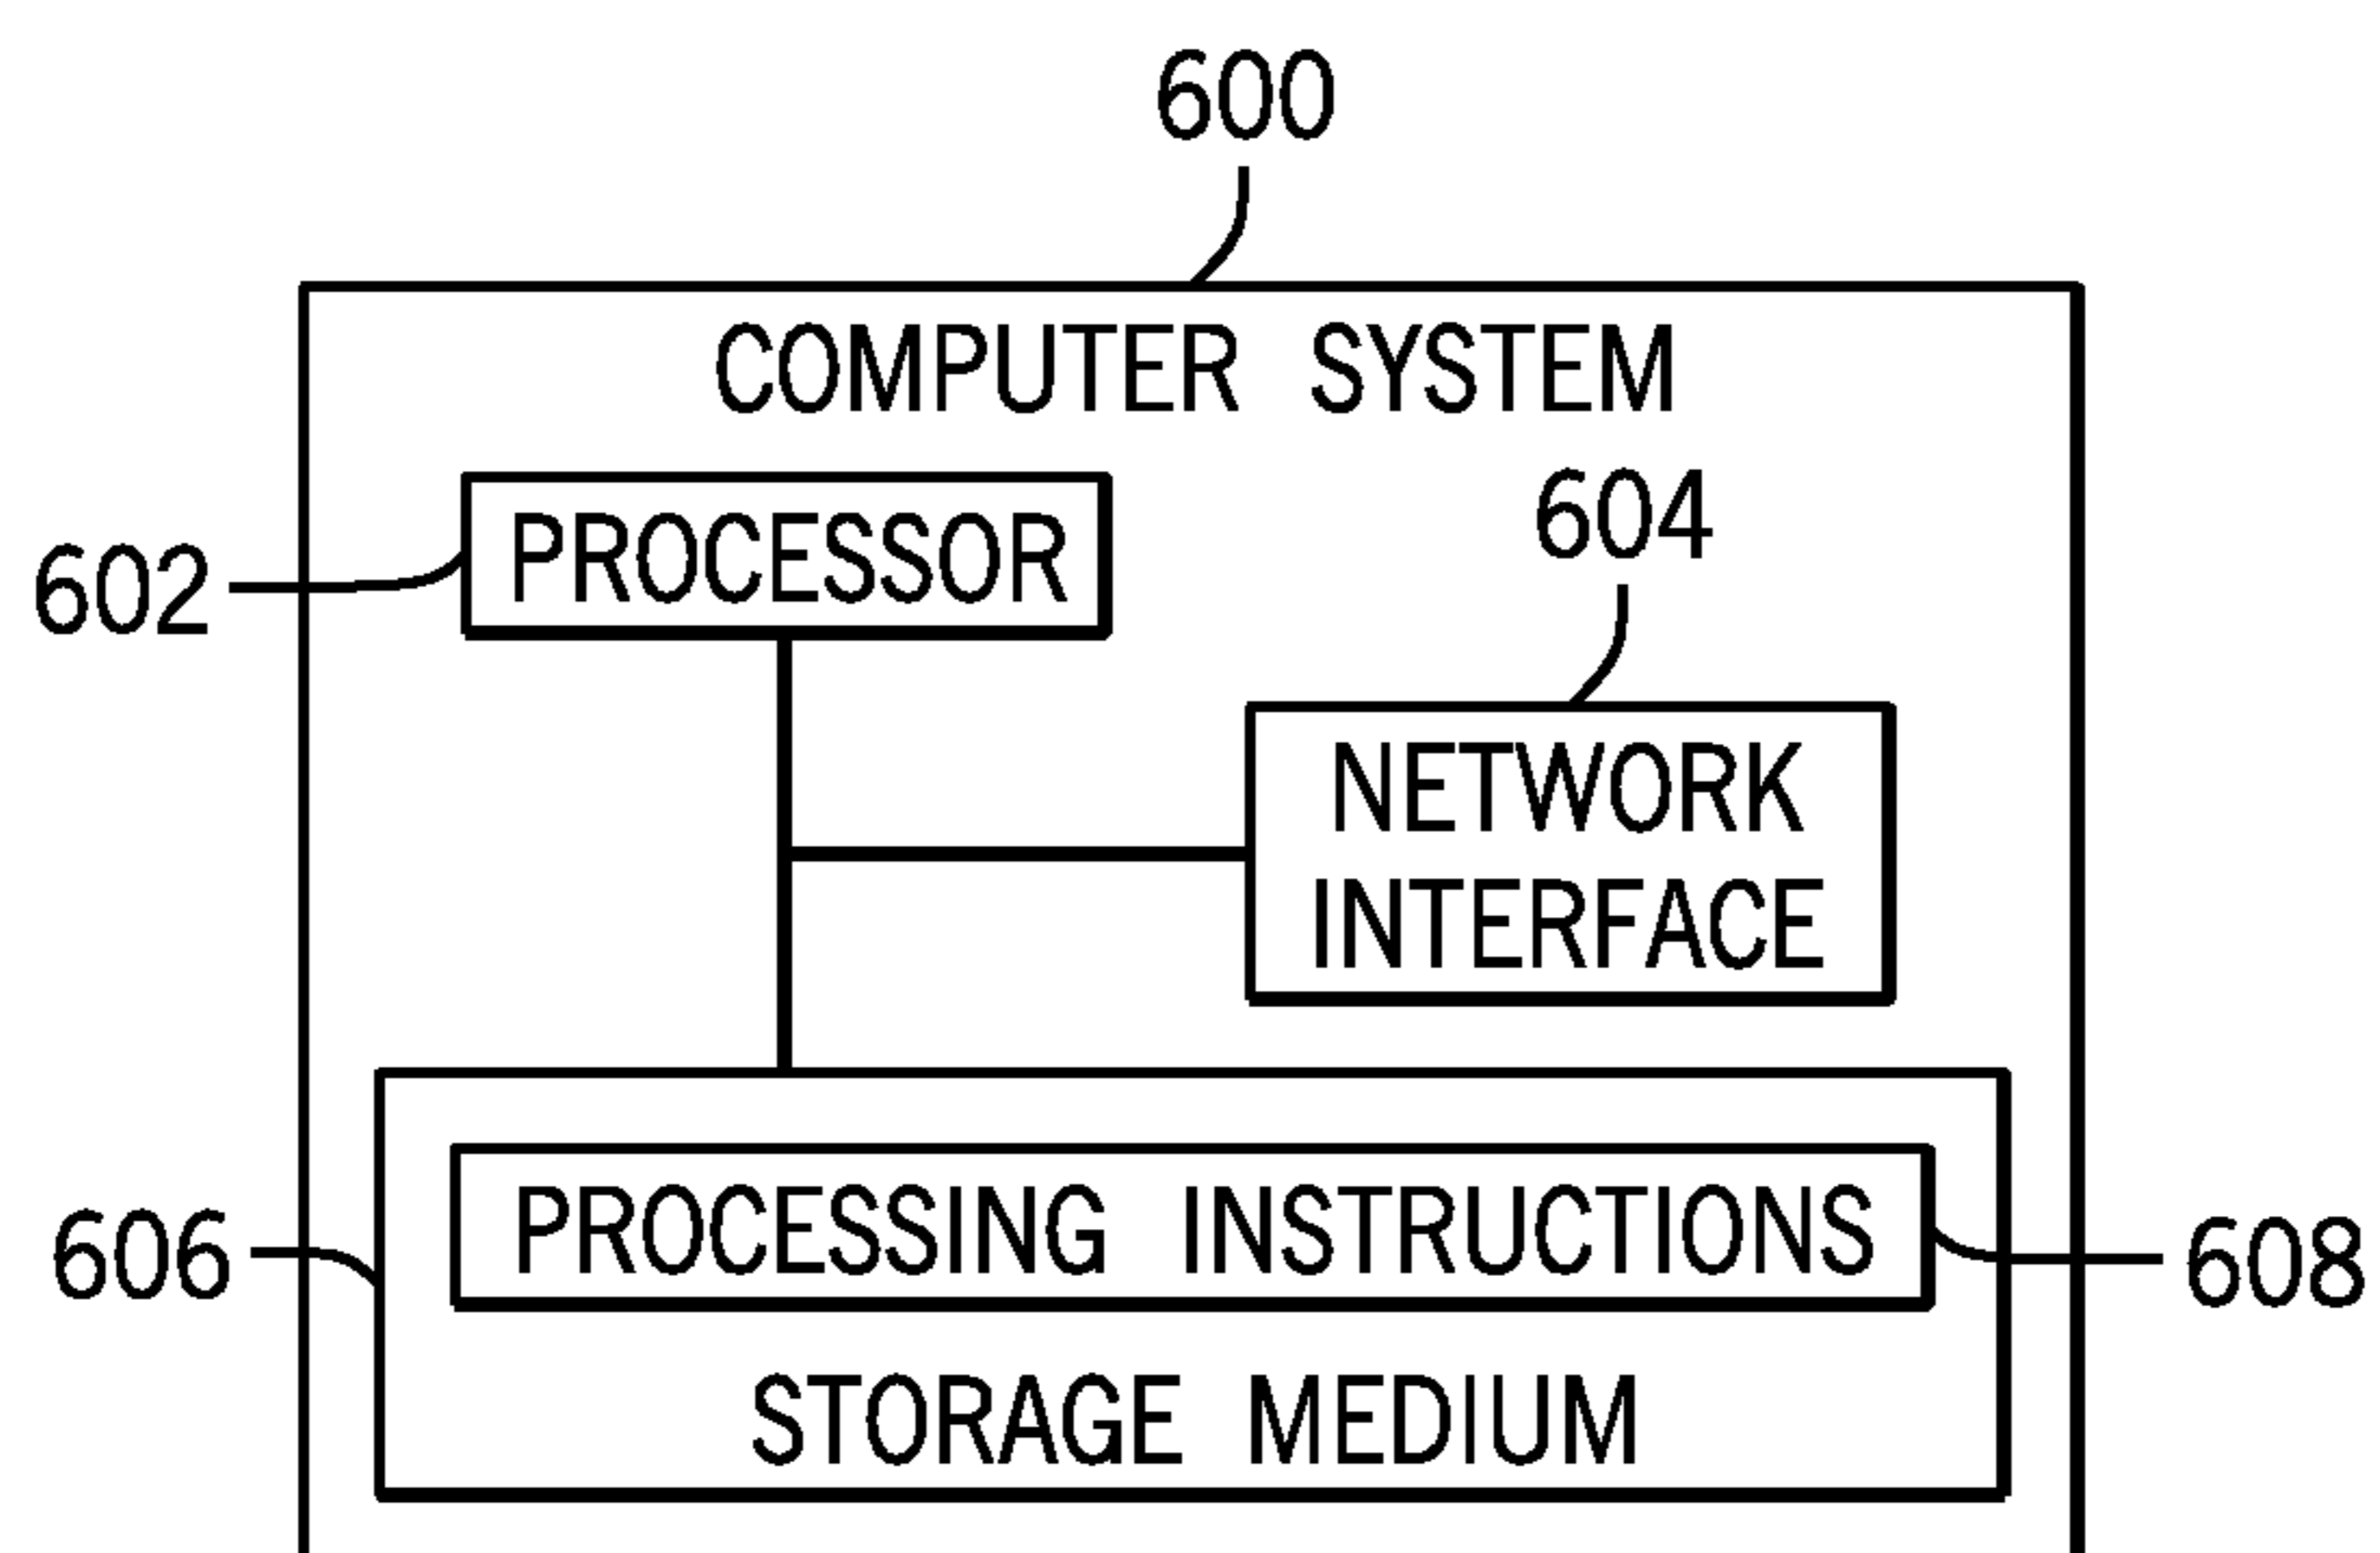 600
COMPUTER SYSTEM
602
PROCESSOR
604
NETWORK
INTERFACE
606
PROCESSING INSTRUCTIONS
608
STORAGE MEDIUM